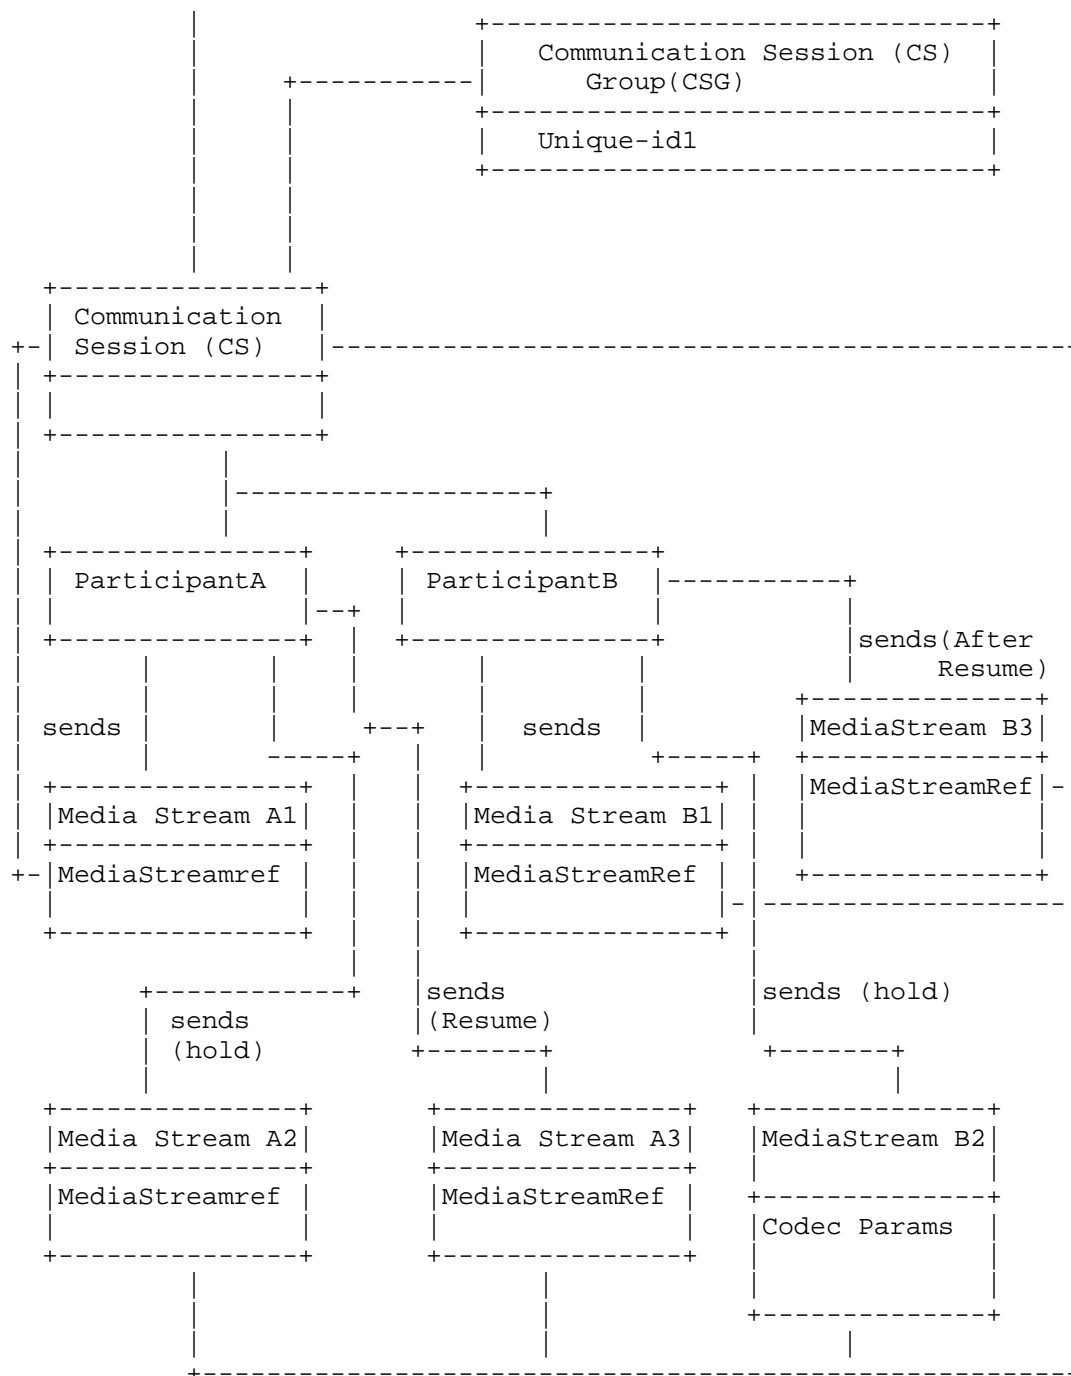 Communication Session (CS)
Group(CSG)
Unique-id1
Communication
Session (CS)
ParticipantA
ParticipantB
sends(After
Resume)
sends
sends
MediaStream B3
MediaStreamRef
Media Stream A1
Media Stream B1
MediaStreamref
MediaStreamRef
sends
(hold)
sends
(Resume)
sends (hold)
Media Stream A2
Media Stream A3
MediaStream B2
MediaStreamref
MediaStreamRef
Codec Params